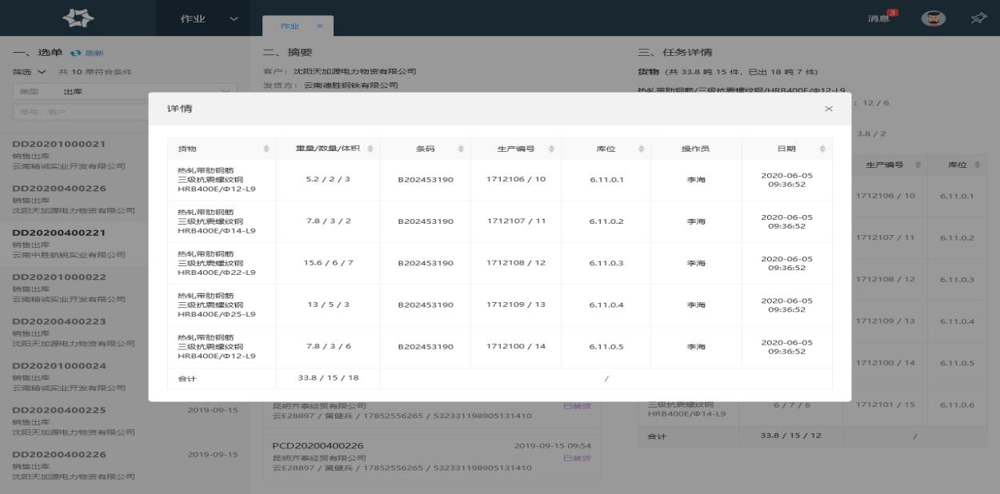 作业
作业 ×
消息 3
一、选单 刷新
筛选 共 10 单符合条件
类型 出库
单号、客户
DD20201000021
销售出库
云南精诚实业开发有限公司
DD20200400226
销售出库
沈阳天加源电力物资有限公司
DD20200400221
销售出库
云南中胜航锐实业有限公司
DD20201000022
销售出库
云南精诚实业开发有限公司
DD20200400223
销售出库
沈阳天加源电力物资有限公司
DD20201000024
销售出库
云南精诚实业开发有限公司
DD20200400225 2019-09-15
销售出库
沈阳天加源电力物资有限公司
DD20200400226 2019-09-15
销售出库
沈阳天加源电力物资有限公司
二、摘要
客户： 沈阳天加源电力物资有限公司
发货方： 云南德胜钢铁有限公司
三、任务详情
货物 (共 33.8 吨 15 件，已出 18 吨 7 件)
热轧带肋钢筋/三级抗震螺纹钢/HRB400E/Φ12-L9
：12 / 6
3.8 / 2
详情 ×
货物 重量/数量/体积 条码 生产编号 库位 操作员 日期
热轧带肋钢筋
三级抗震螺纹钢
HRB400E/Φ12-L9
5.2 / 2 / 3 B202453190 1712106 / 10 6.11.0.1 李海 2020-06-05
09:36:52
热轧带肋钢筋
三级抗震螺纹钢
HRB400E/Φ14-L9
7.8 / 3 / 2 B202453190 1712107 / 11 6.11.0.2 李海 2020-06-05
09:36:52
热轧带肋钢筋
三级抗震螺纹钢
HRB400E/Φ22-L9
15.6 / 6 / 7 B202453190 1712108 / 12 6.11.0.3 李海 2020-06-05
09:36:52
热轧带肋钢筋
三级抗震螺纹钢
HRB400E/Φ25-L9
13 / 5 / 3 B202453190 1712109 / 13 6.11.0.4 李海 2020-06-05
09:36:52
热轧带肋钢筋
三级抗震螺纹钢
HRB400E/Φ12-L9
7.8 / 3 / 6 B202453190 1712100 / 14 6.11.0.5 李海 2020-06-05
09:36:52
合计 33.8 / 15 / 18 /
生产编号 库位
1712106 / 10 6.11.0.1
1712107 / 11 6.11.0.2
1712108 / 12 6.11.0.3
1712109 / 13 6.11.0.4
1712100 / 14 6.11.0.5
三级抗震螺纹钢
HRB400E/Φ14-L9
6 / 7 / 6 1712101 / 15 6.11.0.6
合计 33.8 / 15 / 12 /
昆明齐泰经贸有限公司 已装货
云E28897 / 黄健兵 / 17852556265 / 532331198905131410
PCD20200400226 2019-09-15 09:54
昆明齐泰经贸有限公司 已装货
云E28897 / 黄健兵 / 17852556265 / 532331198905131410